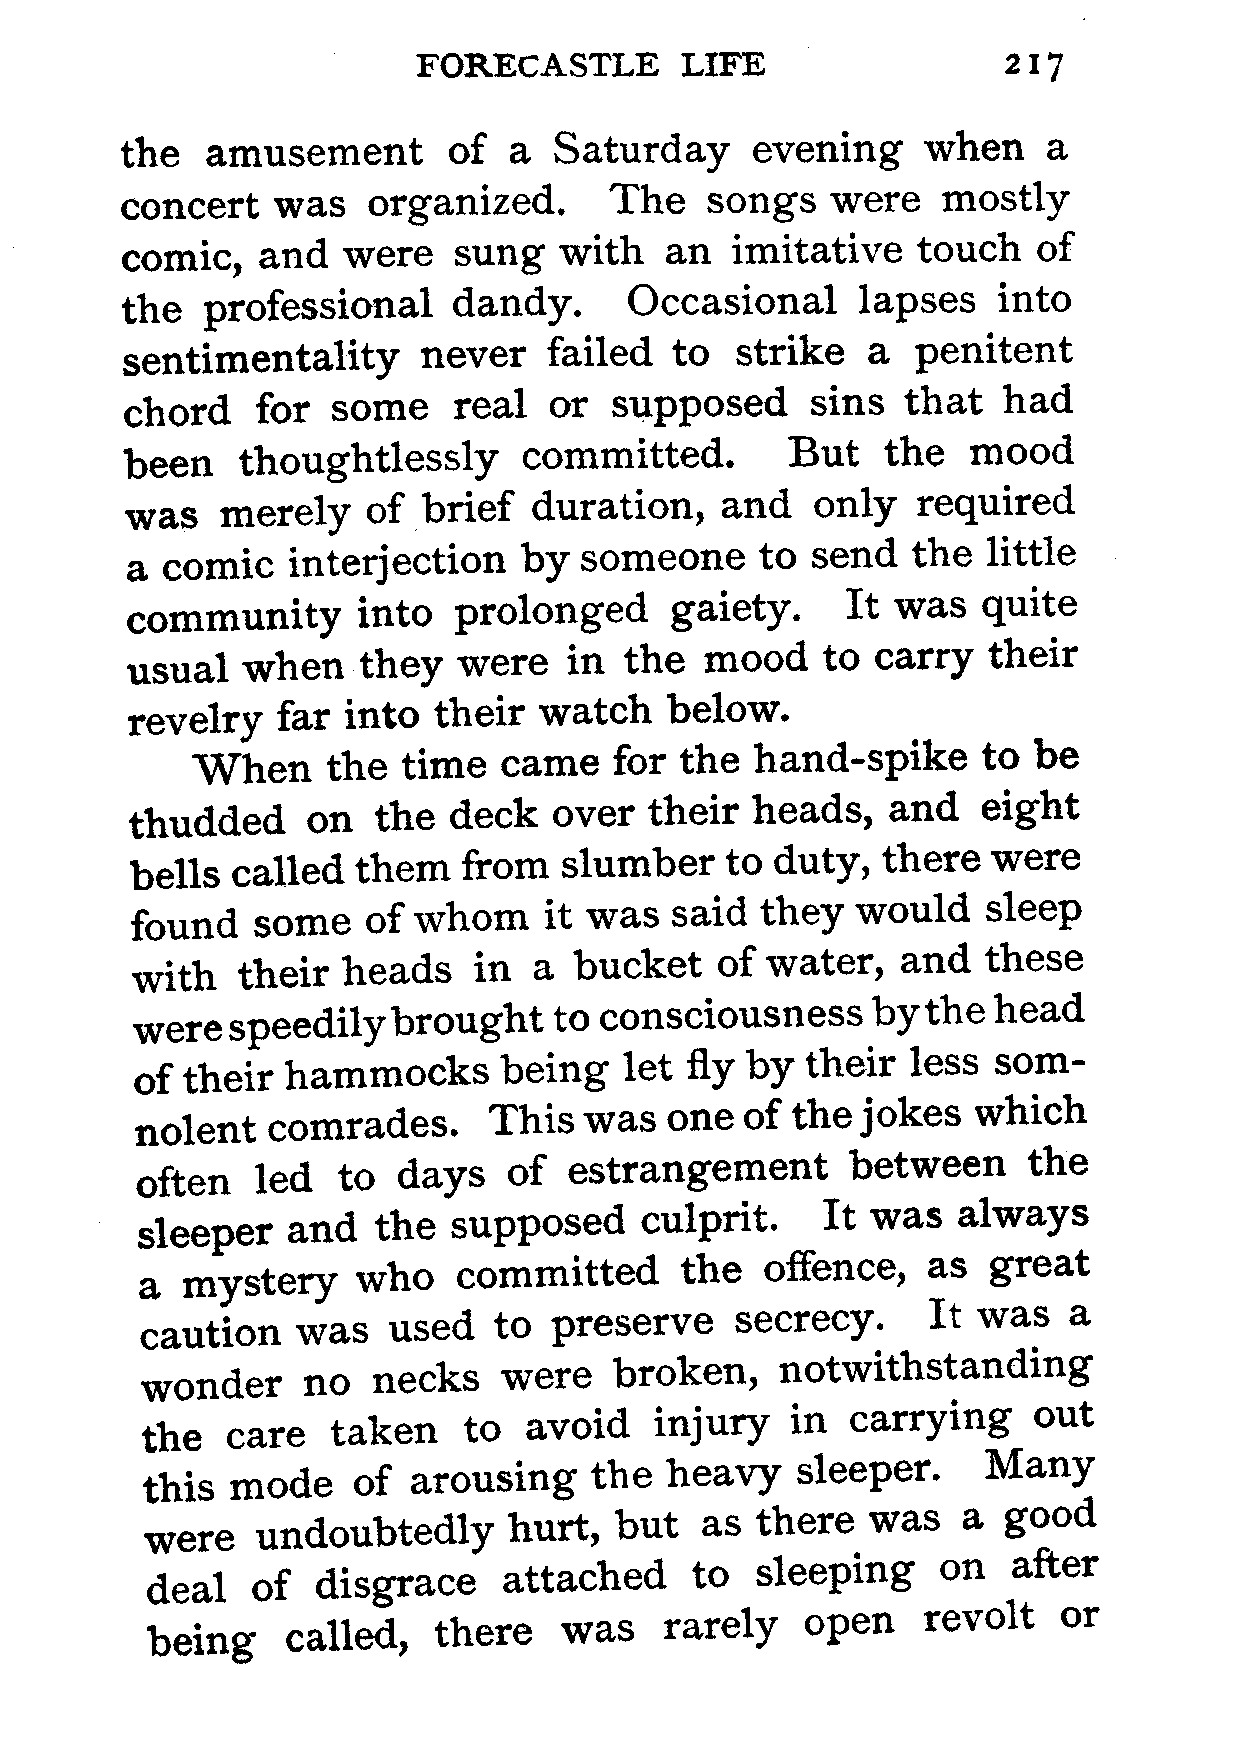 FORECASTLE LIFE 217
the amusement of a Saturday evening when a
concert was organized. The songs were mostly
comic, and were sung with an imitative touch of
the professional dandy. Occasional lapses into
sentimentality never failed to strike a penitent
chord for some real or supposed sins that had
been thoughtlessly committed. But the mood
was merely of brief duration, and only required
a comic interjection by someone to send the little
community into prolonged gaiety. It was quite
usual when they were in the mood to carry their
revelry far into their watch below.
When the time came for the hand-spike to be
thudded on the deck over their heads, and eight
bells called them from slumber to duty, there were
found some of whom it was said they would sleep
with their heads in a bucket of water, and these
were speedily brought to consciousness by the head
of their hammocks being let fly by their less som-
nolent comrades. This was one of the jokes which
often led to days of estrangement between the
sleeper and the supposed culprit. It was always
a mystery who committed the offence, as great
caution was used to preserve secrecy. It was a
wonder no necks were broken, notwithstanding
the care taken to avoid injury in carrying out
this mode of arousing the heavy sleeper. Many
were undoubtedly hurt, but as there was a good
deal of disgrace attached to sleeping on after
being called, there was rarely open revolt or